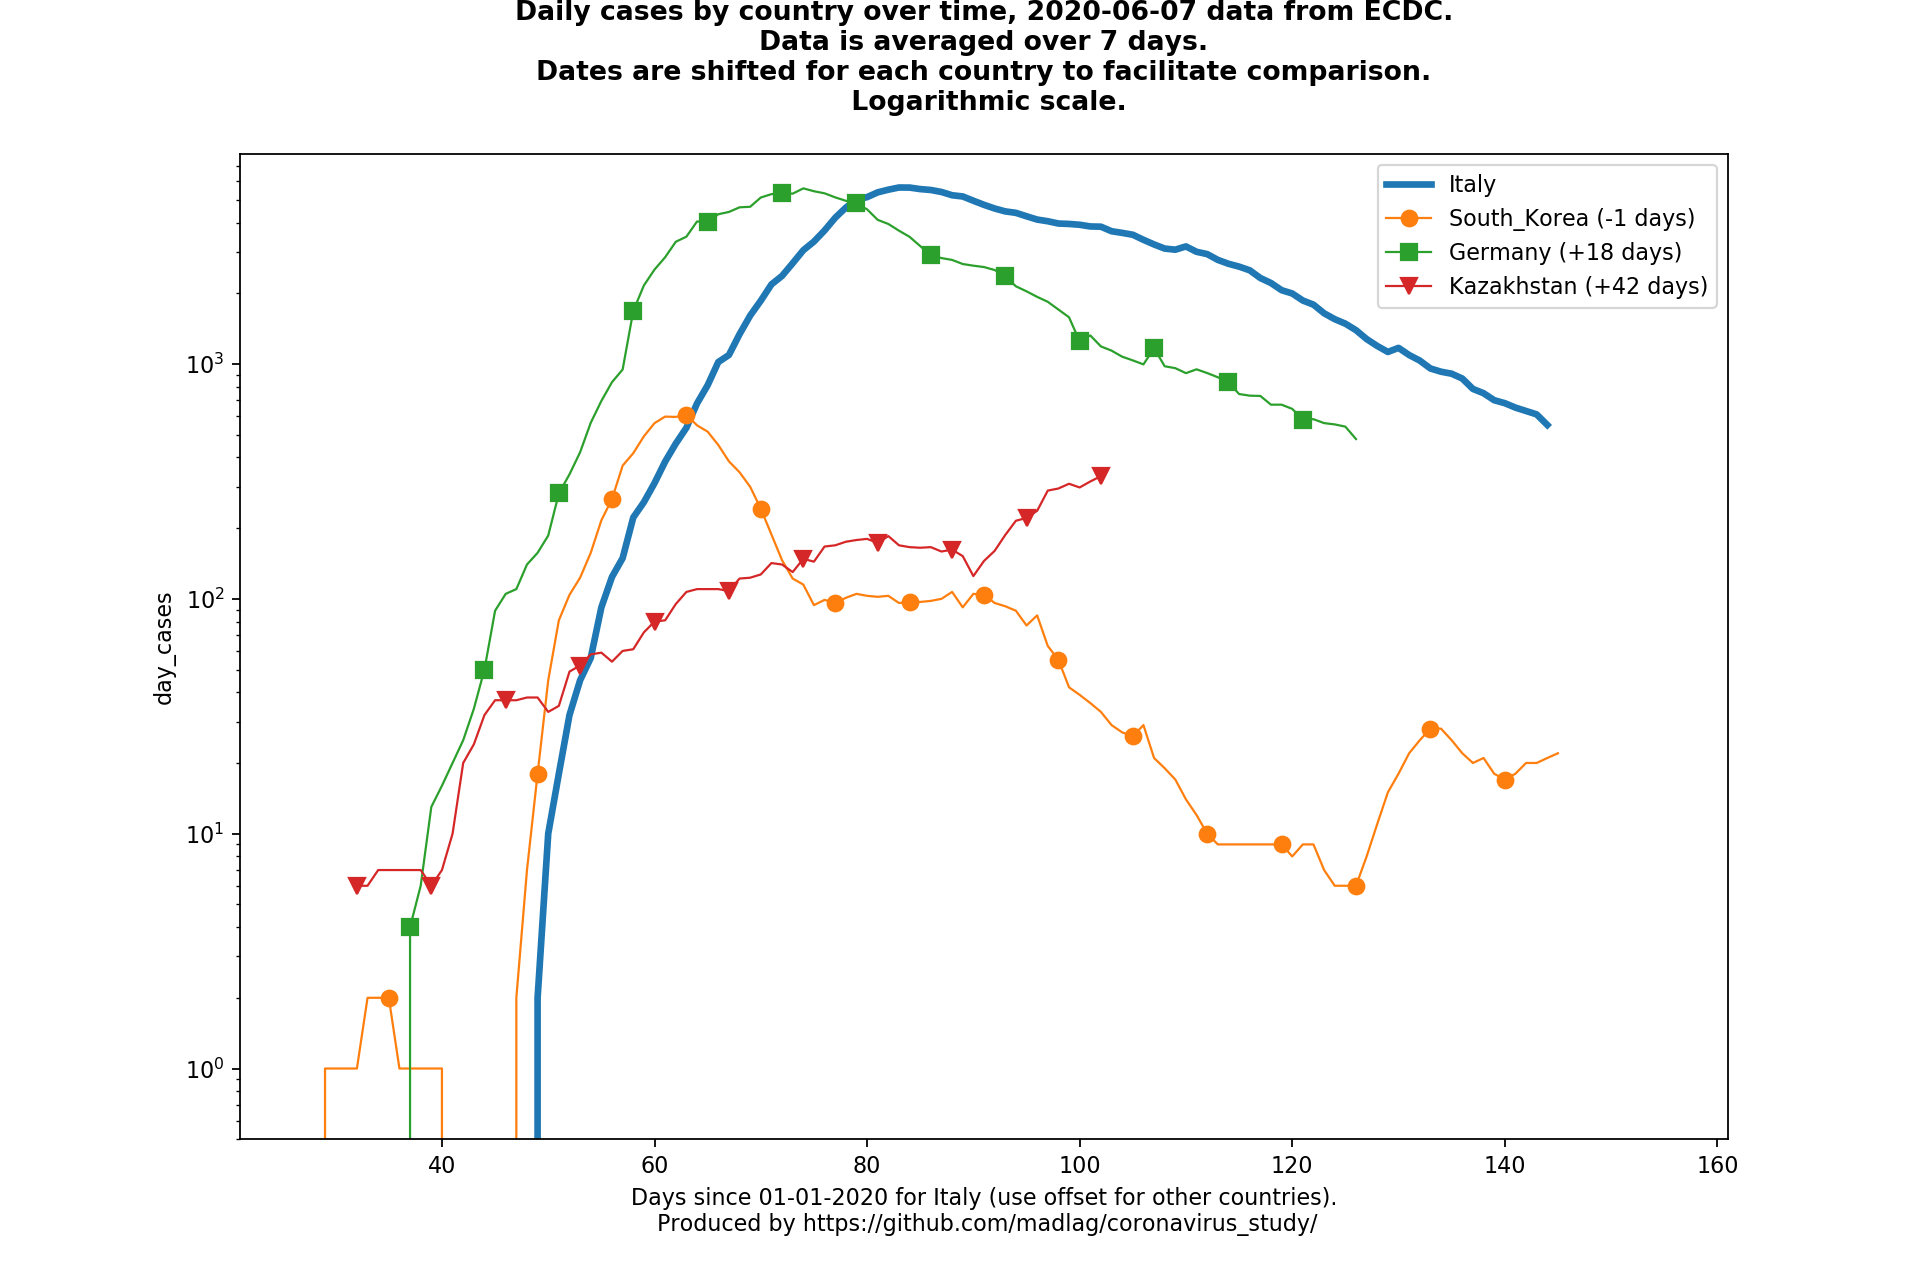 Daily cases by country over time, 2020-06-07 data from ECDC.
Data is averaged over 7 days.
Dates are shifted for each country to facilitate comparison.
Logarithmic scale.
Italy
South_Korea (-1 days)
Germany (+18 days)
Kazakhstan (+42 days)
day_cases
10³
10²
10¹
10⁰
40 60 80 100 120 140 160
Days since 01-01-2020 for Italy (use offset for other countries).
Produced by https://github.com/madlag/coronavirus_study/